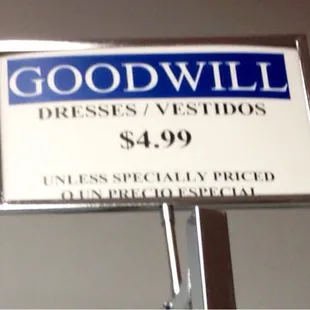 GOODWILL
DRESSES / VESTIDOS
$4.99
UNLESS SPECIALLY PRICED
O UN PRECIO ESPECIAL